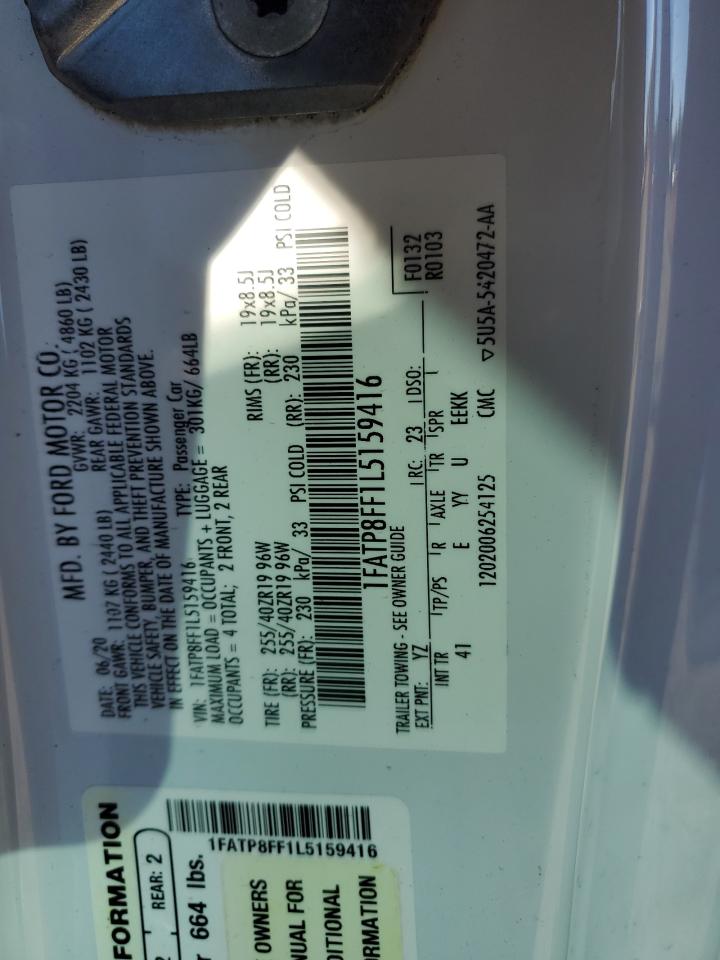 MFD. BY FORD MOTOR CO.
DATE: 06/20 GVWR: 2204 KG ( 4860 LB)
FRONT GAWR: 1107 KG ( 2440 LB) REAR GAWR: 1102 KG ( 2430 LB)
THIS VEHICLE CONFORMS TO ALL APPLICABLE FEDERAL MOTOR
VEHICLE SAFETY, BUMPER, AND THEFT PREVENTION STANDARDS
IN EFFECT ON THE DATE OF MANUFACTURE SHOWN ABOVE.
VIN: 1FATP8FF1L5159416 TYPE: Passenger Car
MAXIMUM LOAD = OCCUPANTS + LUGGAGE = 301KG/ 664LB
OCCUPANTS = 4 TOTAL; 2 FRONT, 2 REAR
TIRE (FR): 255/40ZR19 96W RIMS (FR): 19x8.5J
(RR): 255/40ZR19 96W (RR): 19x8.5J
PRESSURE (FR): 230 kPa/ 33 PSI COLD (RR): 230 kPa/ 33 PSI COLD
1FATP8FF1L5159416
TRAILER TOWING - SEE OWNER GUIDE F0132
EXT PNT: YZ RC: 23 DSO: R0103
INT TR TP/PS R AXLE TR SPR
41 E YY U EEKK
1202006254125 CMC ▽5U5A-5420472-AA
FORMATION
REAR: 2
664 lbs.
1FATP8FF1L5159416
OWNERS
NUAL FOR
DITIONAL
ORMATION